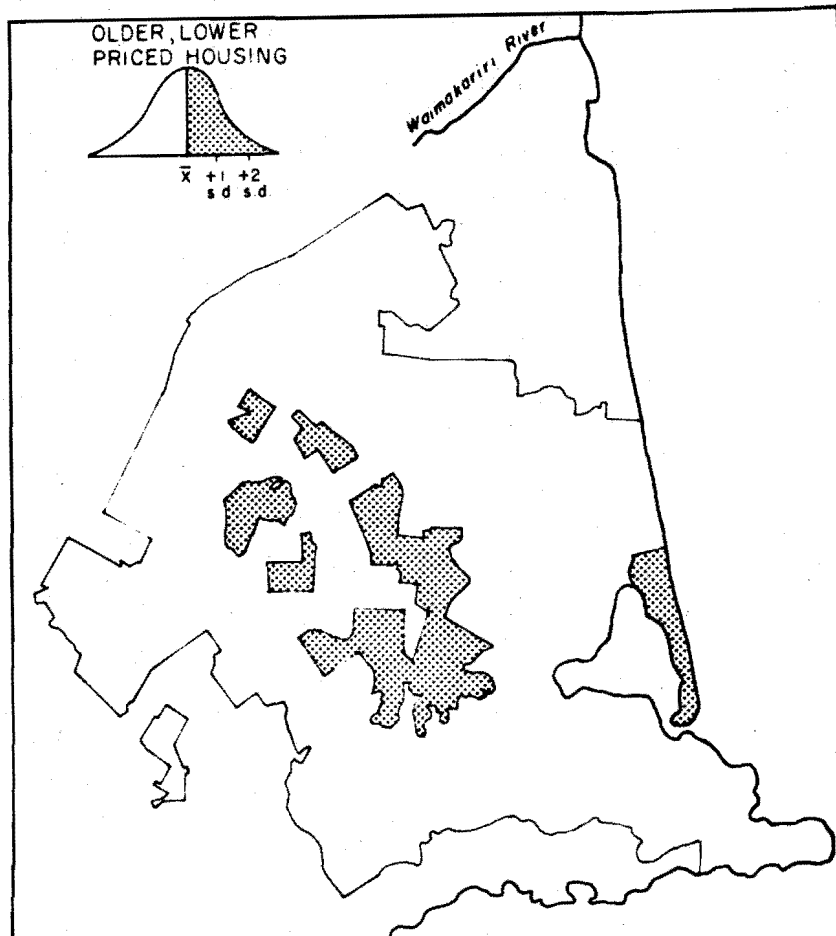 OLDER, LOWER
PRICED HOUSING
x̄ +1 +2
s d s.d.
Waimakariri River